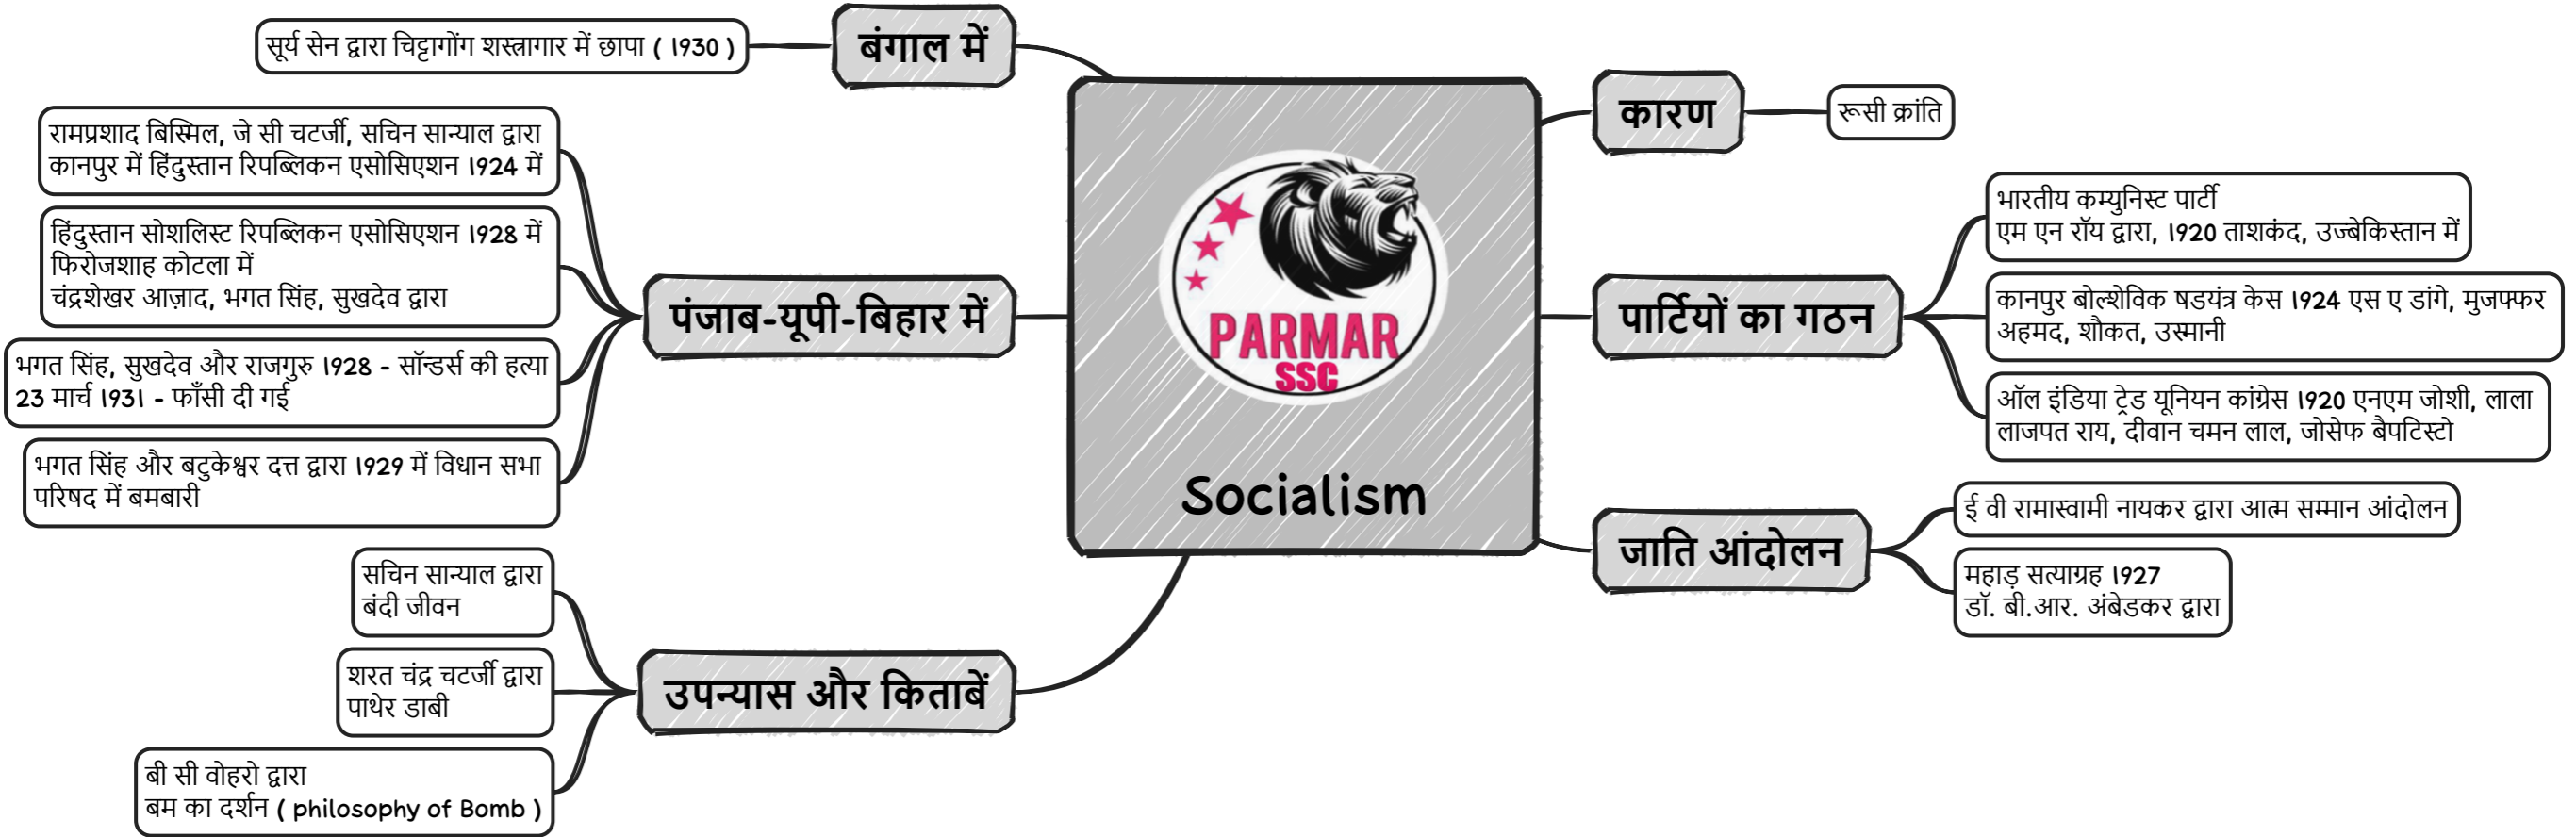 बंगाल में
सूर्य सेन द्वारा चिट्टागोंग शस्त्रागार में छापा ( 1930 )
पंजाब-यूपी-बिहार में
रामप्रशाद बिस्मिल, जे सी चटर्जी, सचिन सान्याल द्वारा
कानपुर में हिंदुस्तान रिपब्लिकन एसोसिएशन 1924 में
हिंदुस्तान सोशलिस्ट रिपब्लिकन एसोसिएशन 1928 में
फिरोजशाह कोटला में
चंद्रशेखर आज़ाद, भगत सिंह, सुखदेव द्वारा
भगत सिंह, सुखदेव और राजगुरु 1928 - सॉन्डर्स की हत्या
23 मार्च 1931 - फाँसी दी गई
भगत सिंह और बटुकेश्वर दत्त द्वारा 1929 में विधान सभा
परिषद में बमबारी
उपन्यास और किताबें
सचिन सान्याल द्वारा
बंदी जीवन
शरत चंद्र चटर्जी द्वारा
पाथेर डाबी
बी सी वोहरो द्वारा
बम का दर्शन ( philosophy of Bomb )
PARMAR
SSC
Socialism
कारण
रूसी क्रांति
पार्टियों का गठन
भारतीय कम्युनिस्ट पार्टी
एम एन रॉय द्वारा, 1920 ताशकंद, उज्बेकिस्तान में
कानपुर बोल्शेविक षडयंत्र केस 1924 एस ए डांगे, मुजफ्फर
अहमद, शौकत, उस्मानी
ऑल इंडिया ट्रेड यूनियन कांग्रेस 1920 एनएम जोशी, लाला
लाजपत राय, दीवान चमन लाल, जोसेफ बैपटिस्टो
जाति आंदोलन
ई वी रामास्वामी नायकर द्वारा आत्म सम्मान आंदोलन
महाड़ सत्याग्रह 1927
डॉ. बी.आर. अंबेडकर द्वारा